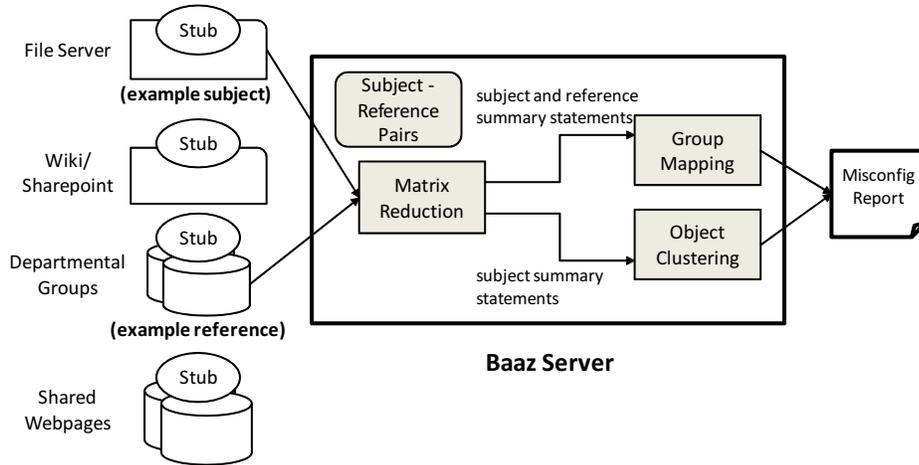 Stub
File Server
(example subject)
Stub
Wiki/
Sharepoint
Stub
Departmental
Groups
(example reference)
Stub
Shared
Webpages
Subject -
Reference
Pairs
subject and reference
summary statements
Matrix
Reduction
Group
Mapping
Object
Clustering
subject summary
statements
Baaz Server
Misconfig
Report